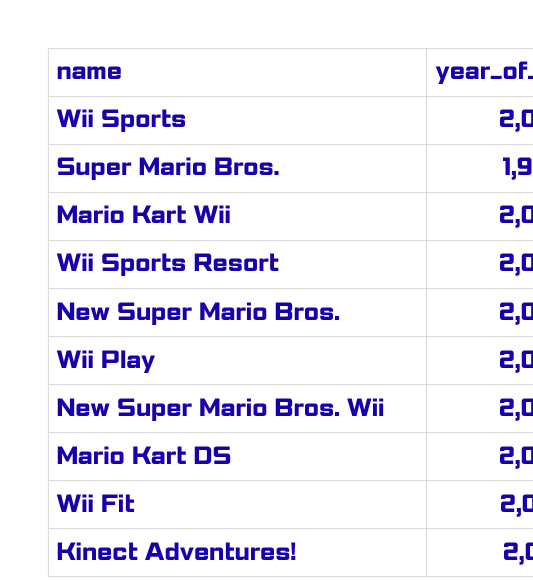 name year_of_
Wii Sports 2,0
Super Mario Bros. 1,9
Mario Kart Wii 2,0
Wii Sports Resort 2,0
New Super Mario Bros. 2,0
Wii Play 2,0
New Super Mario Bros. Wii 2,0
Mario Kart DS 2,0
Wii Fit 2,0
Kinect Adventures! 2,0